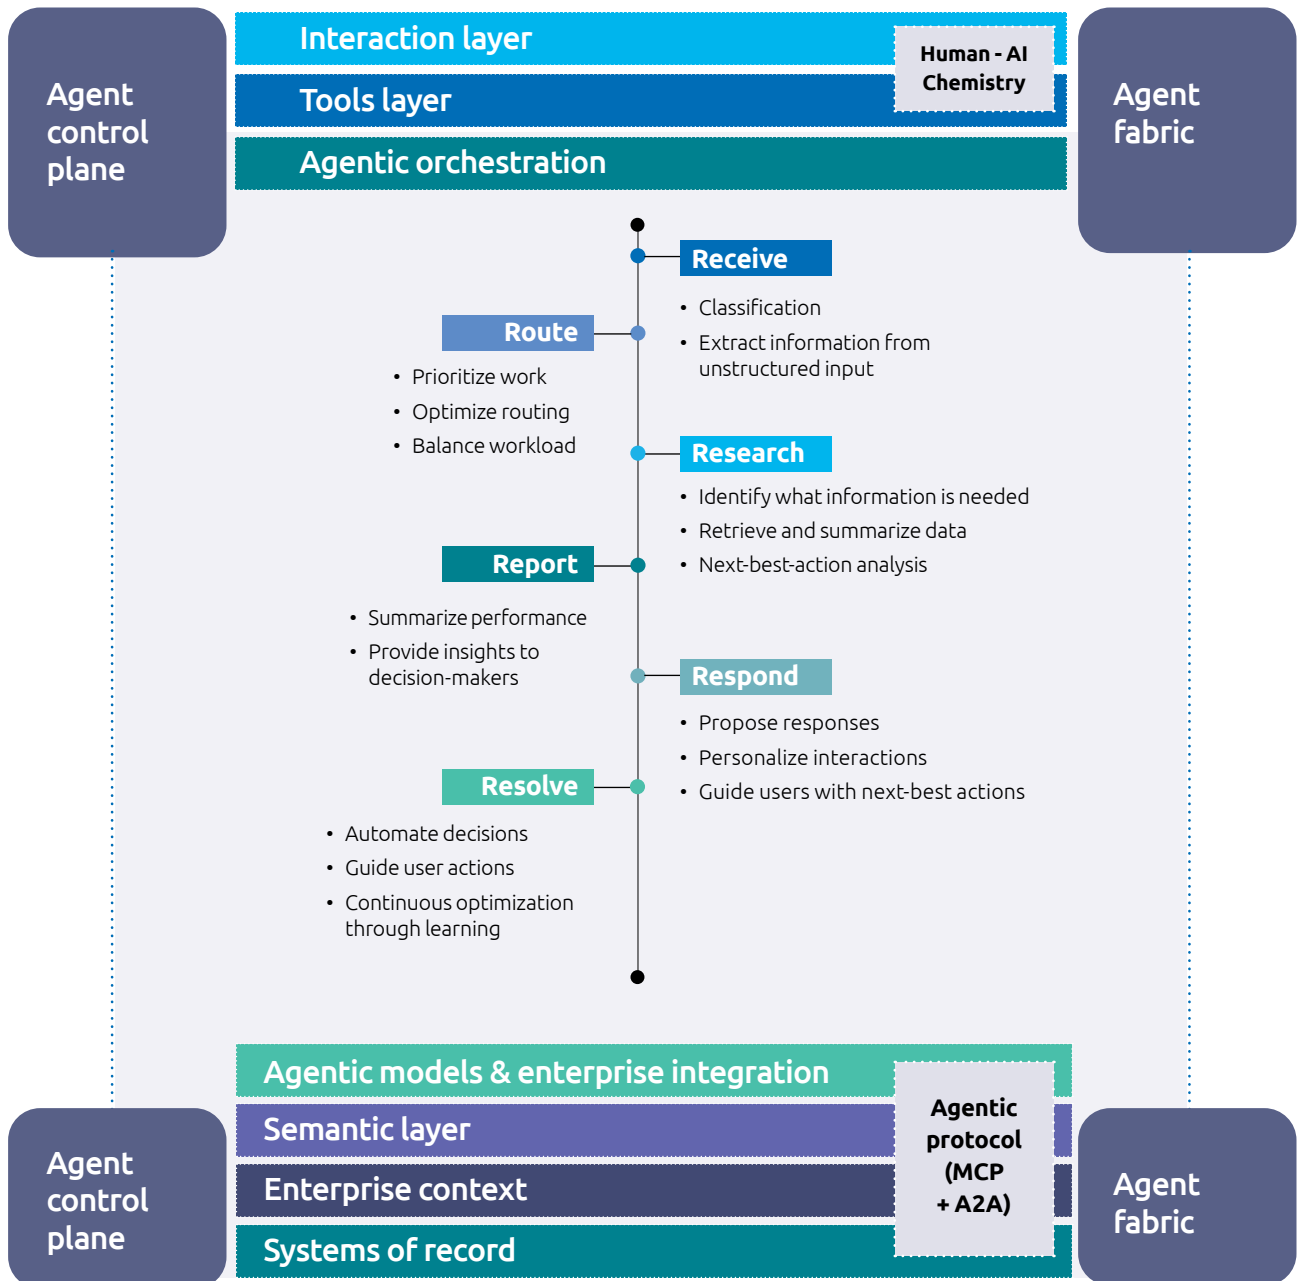 Agent
control
plane
Interaction layer
Tools layer
Human - AI
Chemistry
Agentic orchestration
Agent
fabric
Receive
• Classification
• Extract information from
unstructured input
Route
• Prioritize work
• Optimize routing
• Balance workload
Research
• Identify what information is needed
• Retrieve and summarize data
• Next-best-action analysis
Report
• Summarize performance
• Provide insights to
decision-makers
Respond
• Propose responses
• Personalize interactions
• Guide users with next-best actions
Resolve
• Automate decisions
• Guide user actions
• Continuous optimization
through learning
Agent
control
plane
Agentic models & enterprise integration
Semantic layer
Enterprise context
Systems of record
Agentic
protocol
(MCP
+ A2A)
Agent
fabric